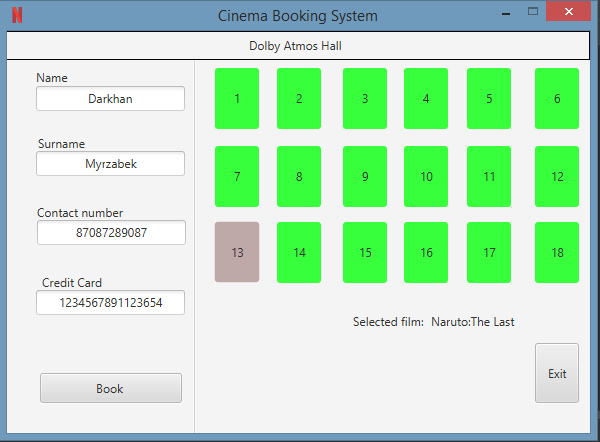 Cinema Booking System
Dolby Atmos Hall
Name
Darkhan
Surname
Myrzabek
Contact number
87087289087
Credit Card
1234567891123654
Book
1 2 3 4 5 6
7 8 9 10 11 12
13 14 15 16 17 18
Selected film: Naruto:The Last
Exit